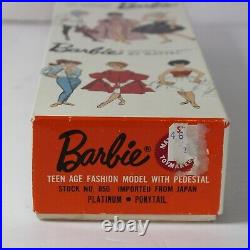 Barbie®
Barbie®
TEEN AGE FASHION MODEL WITH PEDESTAL
STOCK NO. 850 IMPORTED FROM JAPAN
PLATINUM • PONYTAIL